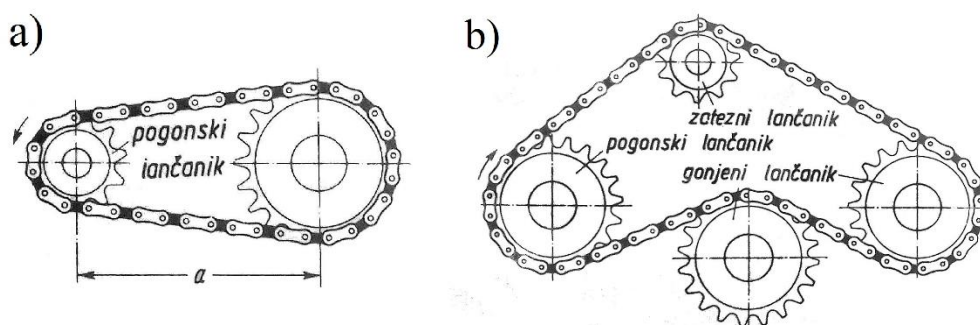 a)
pogonski
lančanik
a
b)
zatezni lančanik
pogonski lančanik
gonjeni lančanik